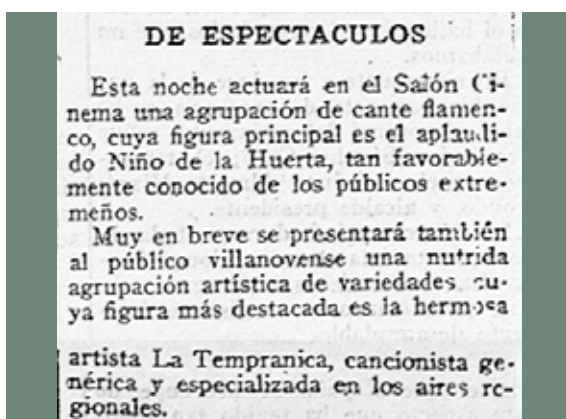 DE ESPECTACULOS
Esta noche actuará en el Salón Ci-
nema una agrupación de cante flamen-
co, cuya figura principal es el aplaudi-
do Niño de la Huerta, tan favorable-
mente conocido de los públicos extre-
meños.
Muy en breve se presentará también
al público villanovense una nutrida
agrupación artística de variedades cu-
ya figura más destacada es la hermosa
artista La Tempranica, cancionista ge-
nérica y especializada en los aires re-
gionales.